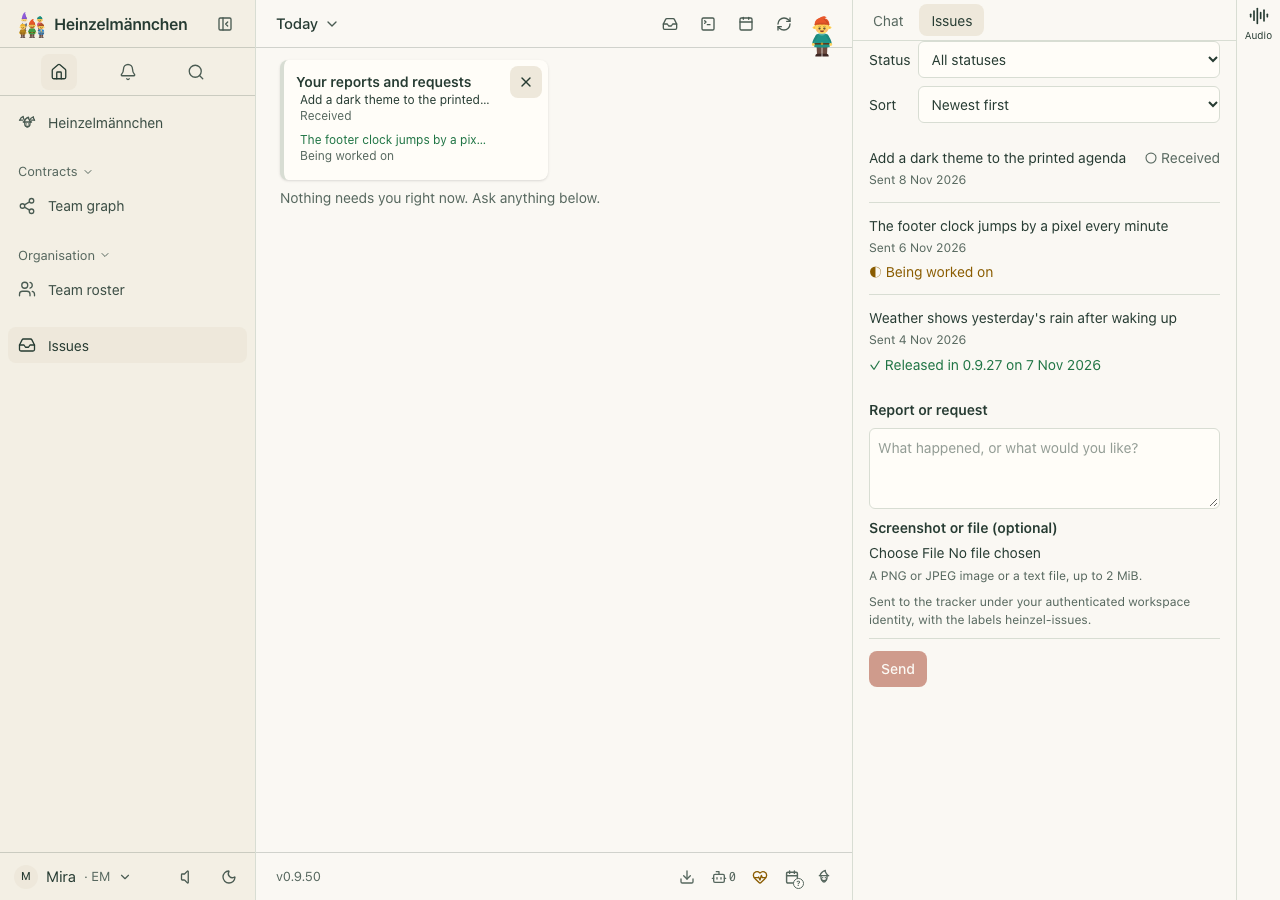 Heinzelmännchen
Heinzelmännchen
Contracts
Team graph
Organisation
Team roster
Issues
M Mira · EM
Today
Your reports and requests
Add a dark theme to the printed...
Received
The footer clock jumps by a pix...
Being worked on
Nothing needs you right now. Ask anything below.
v0.9.50
0
?
Chat Issues
Status All statuses
Sort Newest first
Add a dark theme to the printed agenda Received
Sent 8 Nov 2026
The footer clock jumps by a pixel every minute
Sent 6 Nov 2026
Being worked on
Weather shows yesterday's rain after waking up
Sent 4 Nov 2026
✓ Released in 0.9.27 on 7 Nov 2026
Report or request
What happened, or what would you like?
Screenshot or file (optional)
Choose File No file chosen
A PNG or JPEG image or a text file, up to 2 MiB.
Sent to the tracker under your authenticated workspace
identity, with the labels heinzel-issues.
Send
Audio